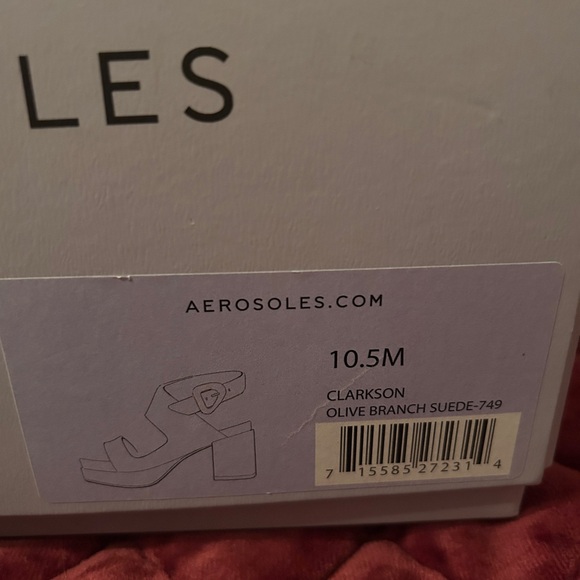 LES
AEROSOLES.COM
10.5M
CLARKSON
OLIVE BRANCH SUEDE-749
7 15585 27231 4